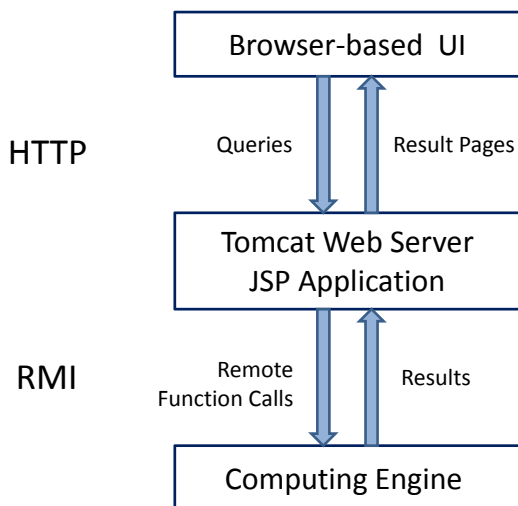 Browser-based UI
HTTP
Queries
Result Pages
Tomcat Web Server
JSP Application
RMI
Remote
Function Calls
Results
Computing Engine